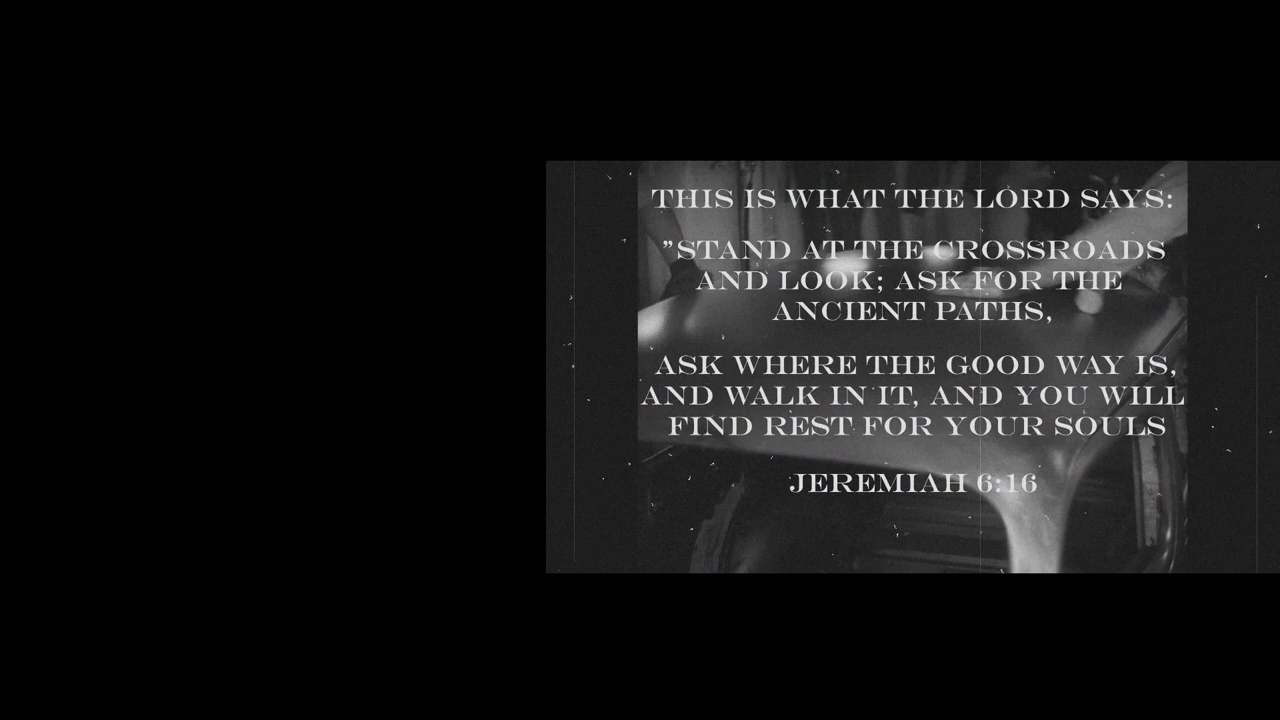 THIS IS WHAT THE LORD SAYS:
"STAND AT THE CROSSROADS
AND LOOK; ASK FOR THE
ANCIENT PATHS,
ASK WHERE THE GOOD WAY IS,
AND WALK IN IT, AND YOU WILL
FIND REST FOR YOUR SOULS
JEREMIAH 6:16